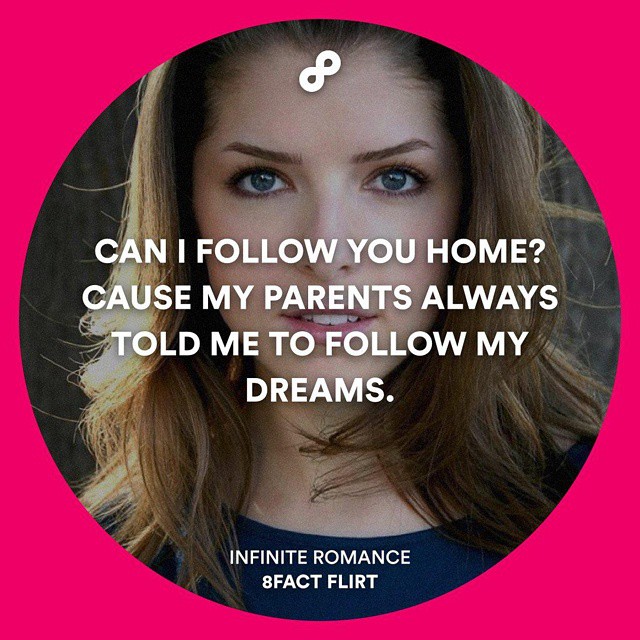 CAN I FOLLOW YOU HOME?
CAUSE MY PARENTS ALWAYS
TOLD ME TO FOLLOW MY
DREAMS.
INFINITE ROMANCE
8FACT FLIRT